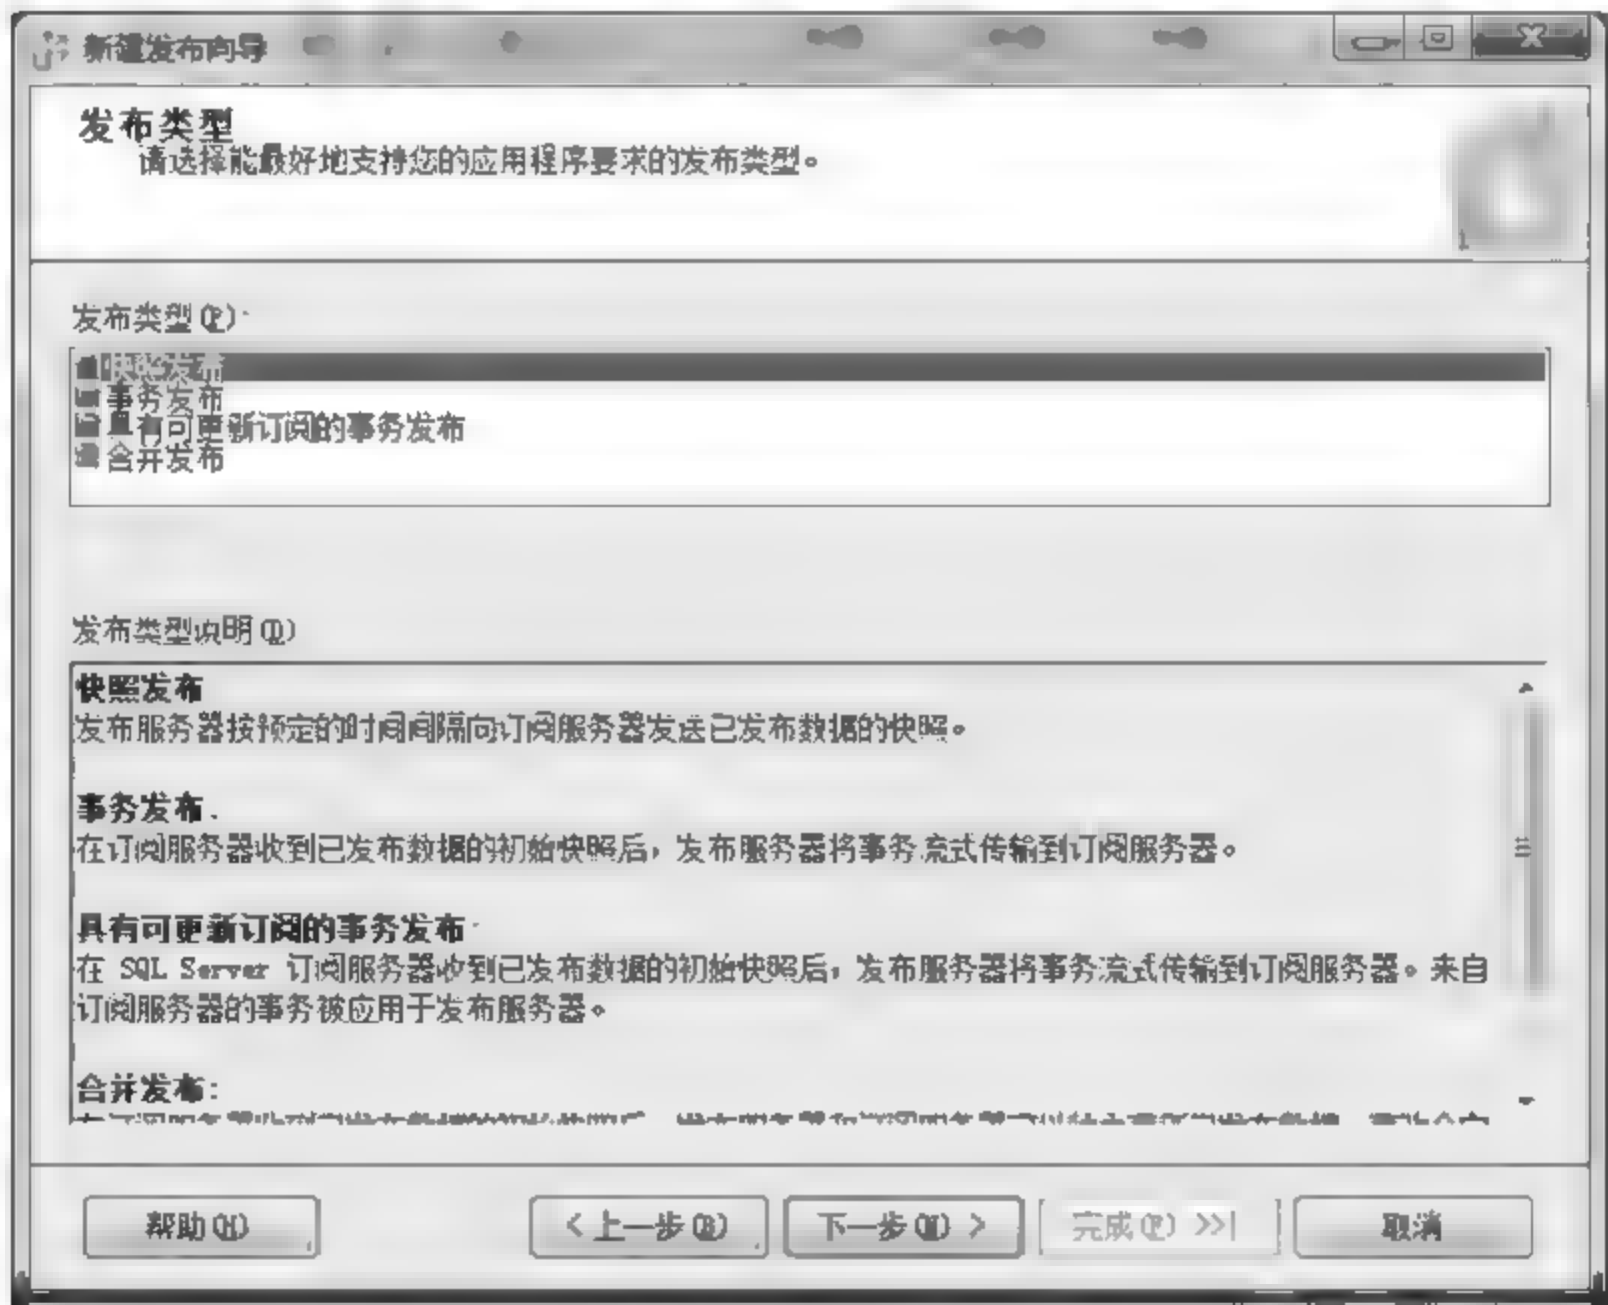 新建发布向导
发布类型
请选择能最好地支持您的应用程序要求的发布类型。
发布类型(P):
快照发布
事务发布
具有可更新订阅的事务发布
合并发布
发布类型说明(D)
快照发布
发布服务器按预定的时间间隔向订阅服务器发送已发布数据的快照。
事务发布:
在订阅服务器收到已发布数据的初始快照后，发布服务器将事务流式传输到订阅服务器。
具有可更新订阅的事务发布:
在 SQL Server 订阅服务器收到已发布数据的初始快照后，发布服务器将事务流式传输到订阅服务器。来自
订阅服务器的事务被应用于发布服务器。
合并发布:
帮助(H)
< 上一步(B)
下一步(N) >
完成(F) >>|
取消